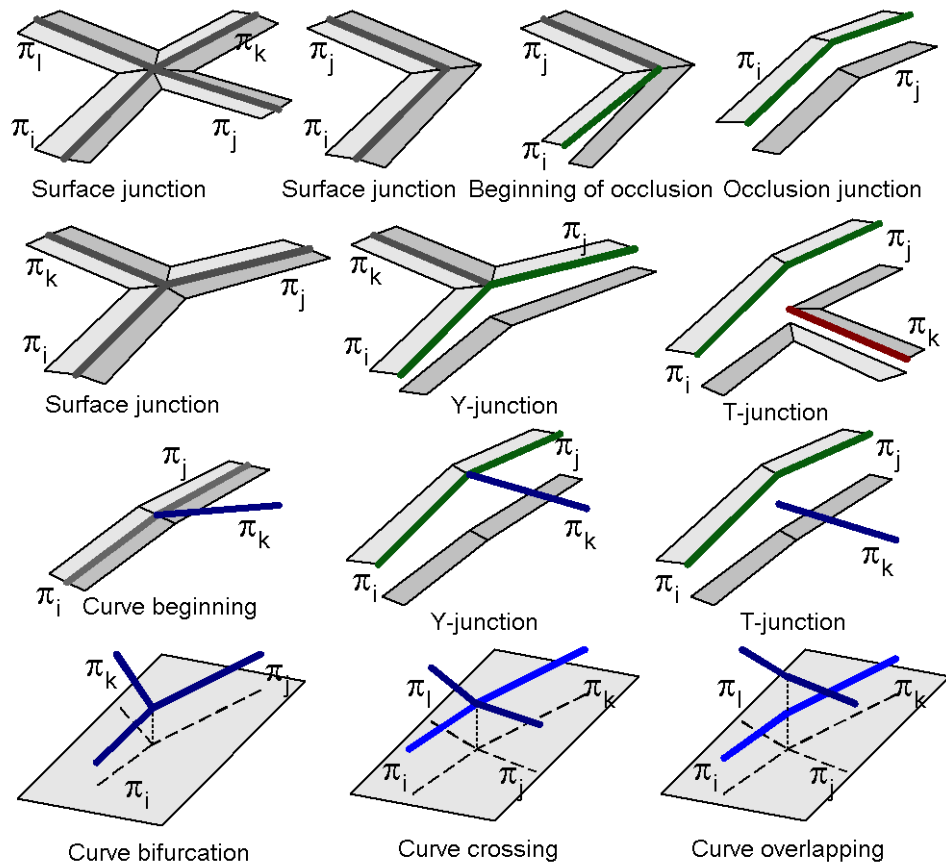 π_l π_k π_i π_j
Surface junction
π_j π_i
Surface junction
π_j π_i
Beginning of occlusion
π_i π_j
Occlusion junction
π_k π_i π_j
Surface junction
π_j π_k π_i
Y-junction
π_j π_k π_i
T-junction
π_j π_k π_i
Curve beginning
π_j π_k π_i
Y-junction
π_j π_k π_i
T-junction
π_k π_j π_i
Curve bifurcation
π_l π_k π_i π_j
Curve crossing
π_l π_k π_i π_j
Curve overlapping